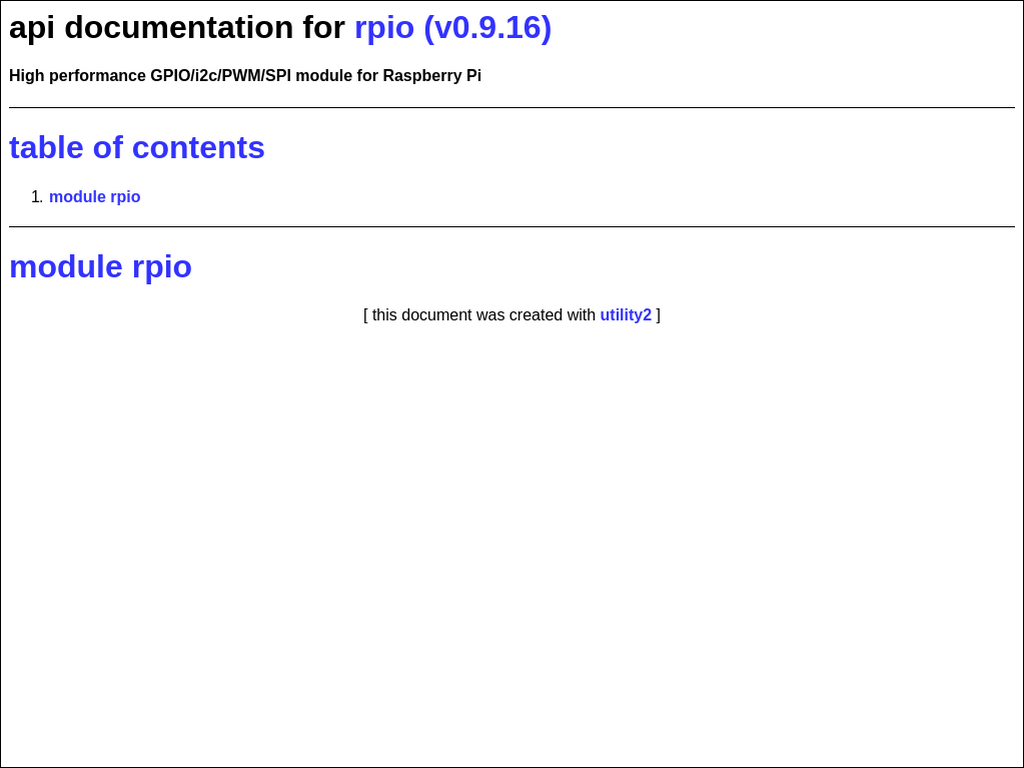 api documentation for rpio (v0.9.16)
High performance GPIO/i2c/PWM/SPI module for Raspberry Pi
table of contents
1. module rpio
module rpio
[ this document was created with utility2 ]